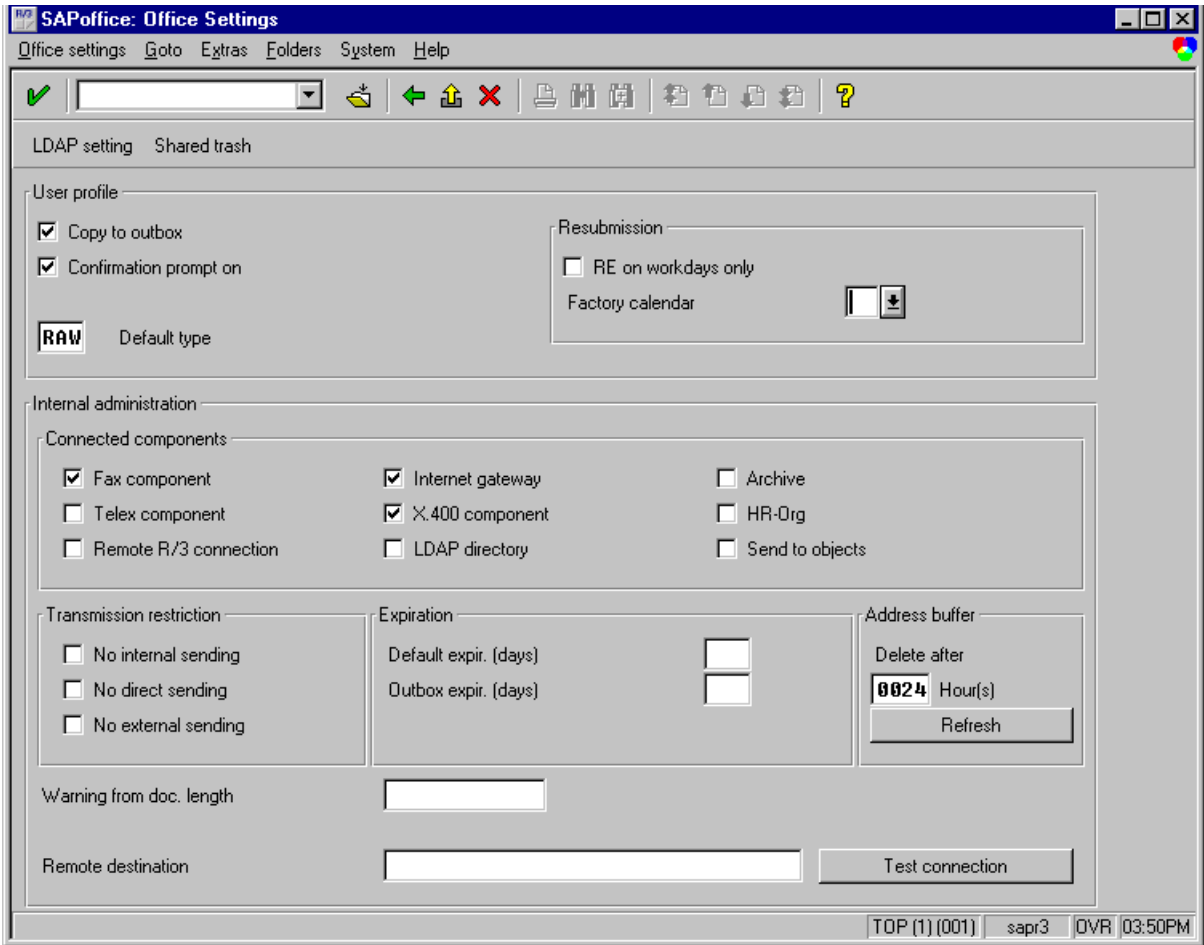 SAPoffice: Office Settings
Office settings Goto Extras Folders System Help
LDAP setting Shared trash
User profile
Copy to outbox
Confirmation prompt on
RAW Default type
Resubmission
RE on workdays only
Factory calendar
Internal administration
Connected components
Fax component Internet gateway Archive
Telex component X.400 component HR-Org
Remote R/3 connection LDAP directory Send to objects
Transmission restriction
No internal sending
No direct sending
No external sending
Expiration
Default expir. (days)
Outbox expir. (days)
Address buffer
Delete after
0024 Hour(s)
Refresh
Warning from doc. length
Remote destination Test connection
TOP (1) (001) sapr3 OVR 03:50PM